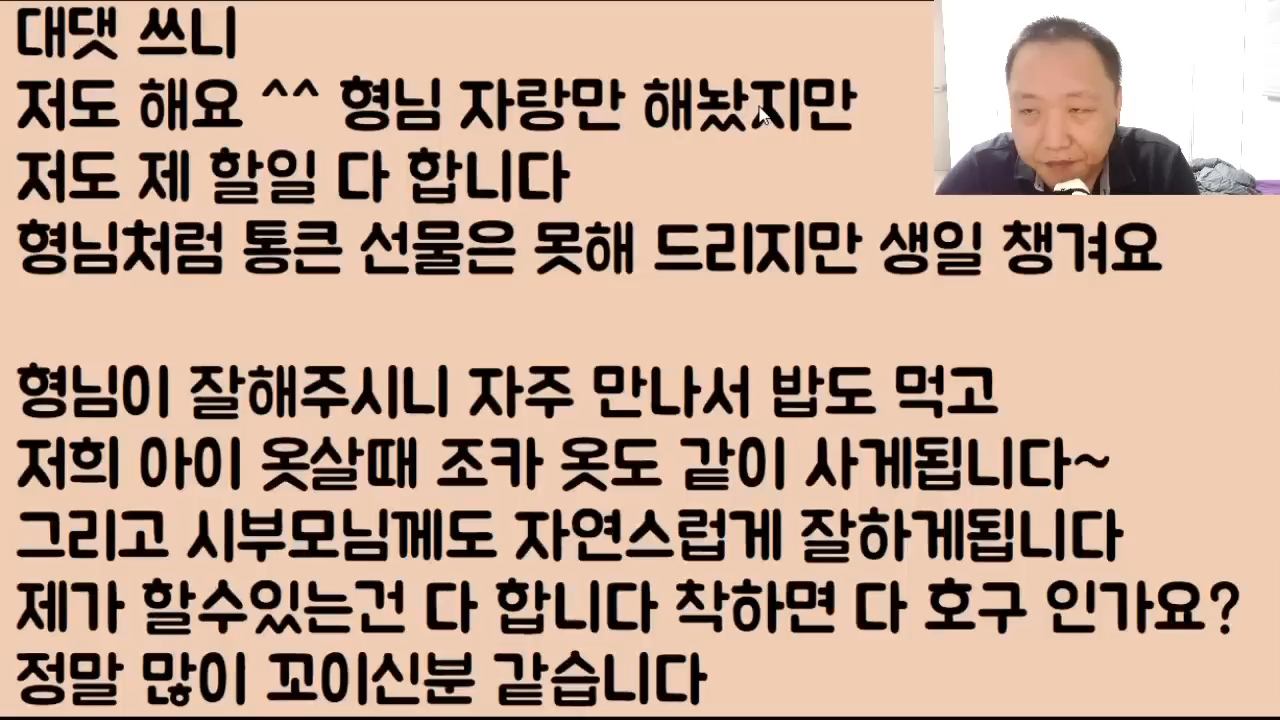 대댓 쓰니
저도 해요 ^^ 형님 자랑만 해놨지만
저도 제 할일 다 합니다
형님처럼 통큰 선물은 못해 드리지만 생일 챙겨요
형님이 잘해주시니 자주 만나서 밥도 먹고
저희 아이 옷살때 조카 옷도 같이 사게됩니다~
그리고 시부모님께도 자연스럽게 잘하게됩니다
제가 할수있는건 다 합니다 착하면 다 호구 인가요?
정말 많이 꼬이신분 같습니다